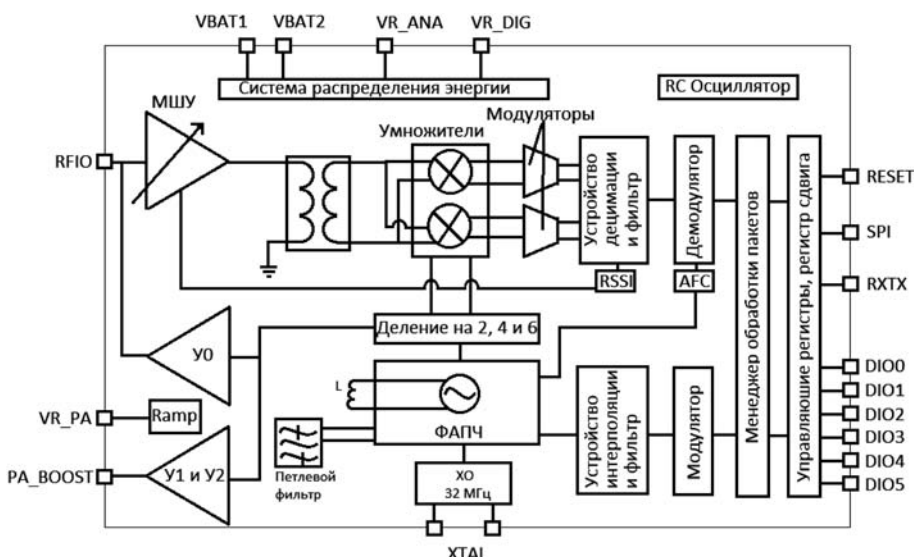 VBAT1
VBAT2
VR_ANA
VR_DIG
Система распределения энергии
RC Осциллятор
МШУ
Умножители
Модуляторы
RFIO
Устройство
децимации
и фильтр
Демодулятор
Менеджер обработки пакетов
Управляюшие регистры, регистр сдвига
RESET
SPI
RXTX
RSSI
AFC
Деление на 2, 4 и 6
У0
L
ФАПЧ
VR_PA
Ramp
PA_BOOST
У1 и У2
Петлевой
фильтр
XO
32 МГц
XTAL
Устройство
интерполяции
и фильтр
Модулятор
DIO0
DIO1
DIO2
DIO3
DIO4
DIO5